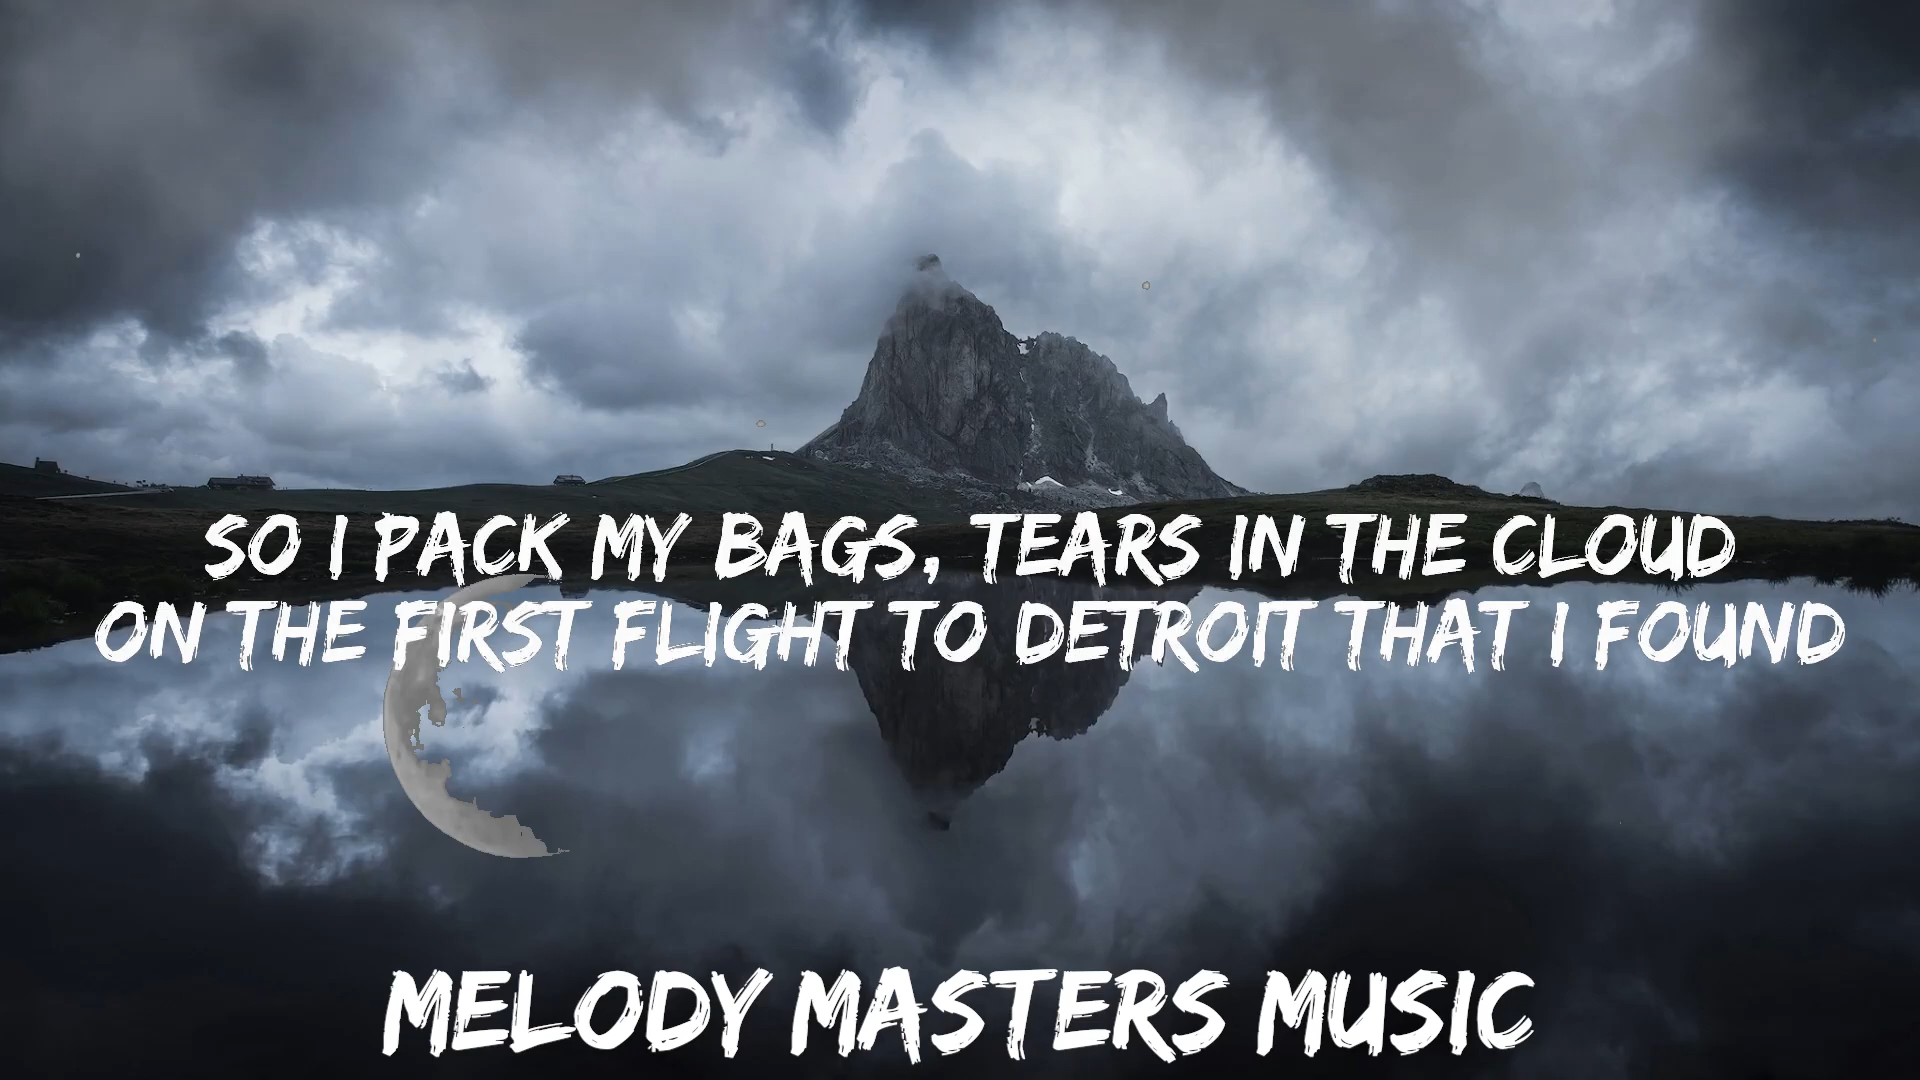 SO I PACK MY BAGS, TEARS IN THE CLOUD
ON THE FIRST FLIGHT TO DETROIT THAT I FOUND
MELODY MASTERS MUSIC